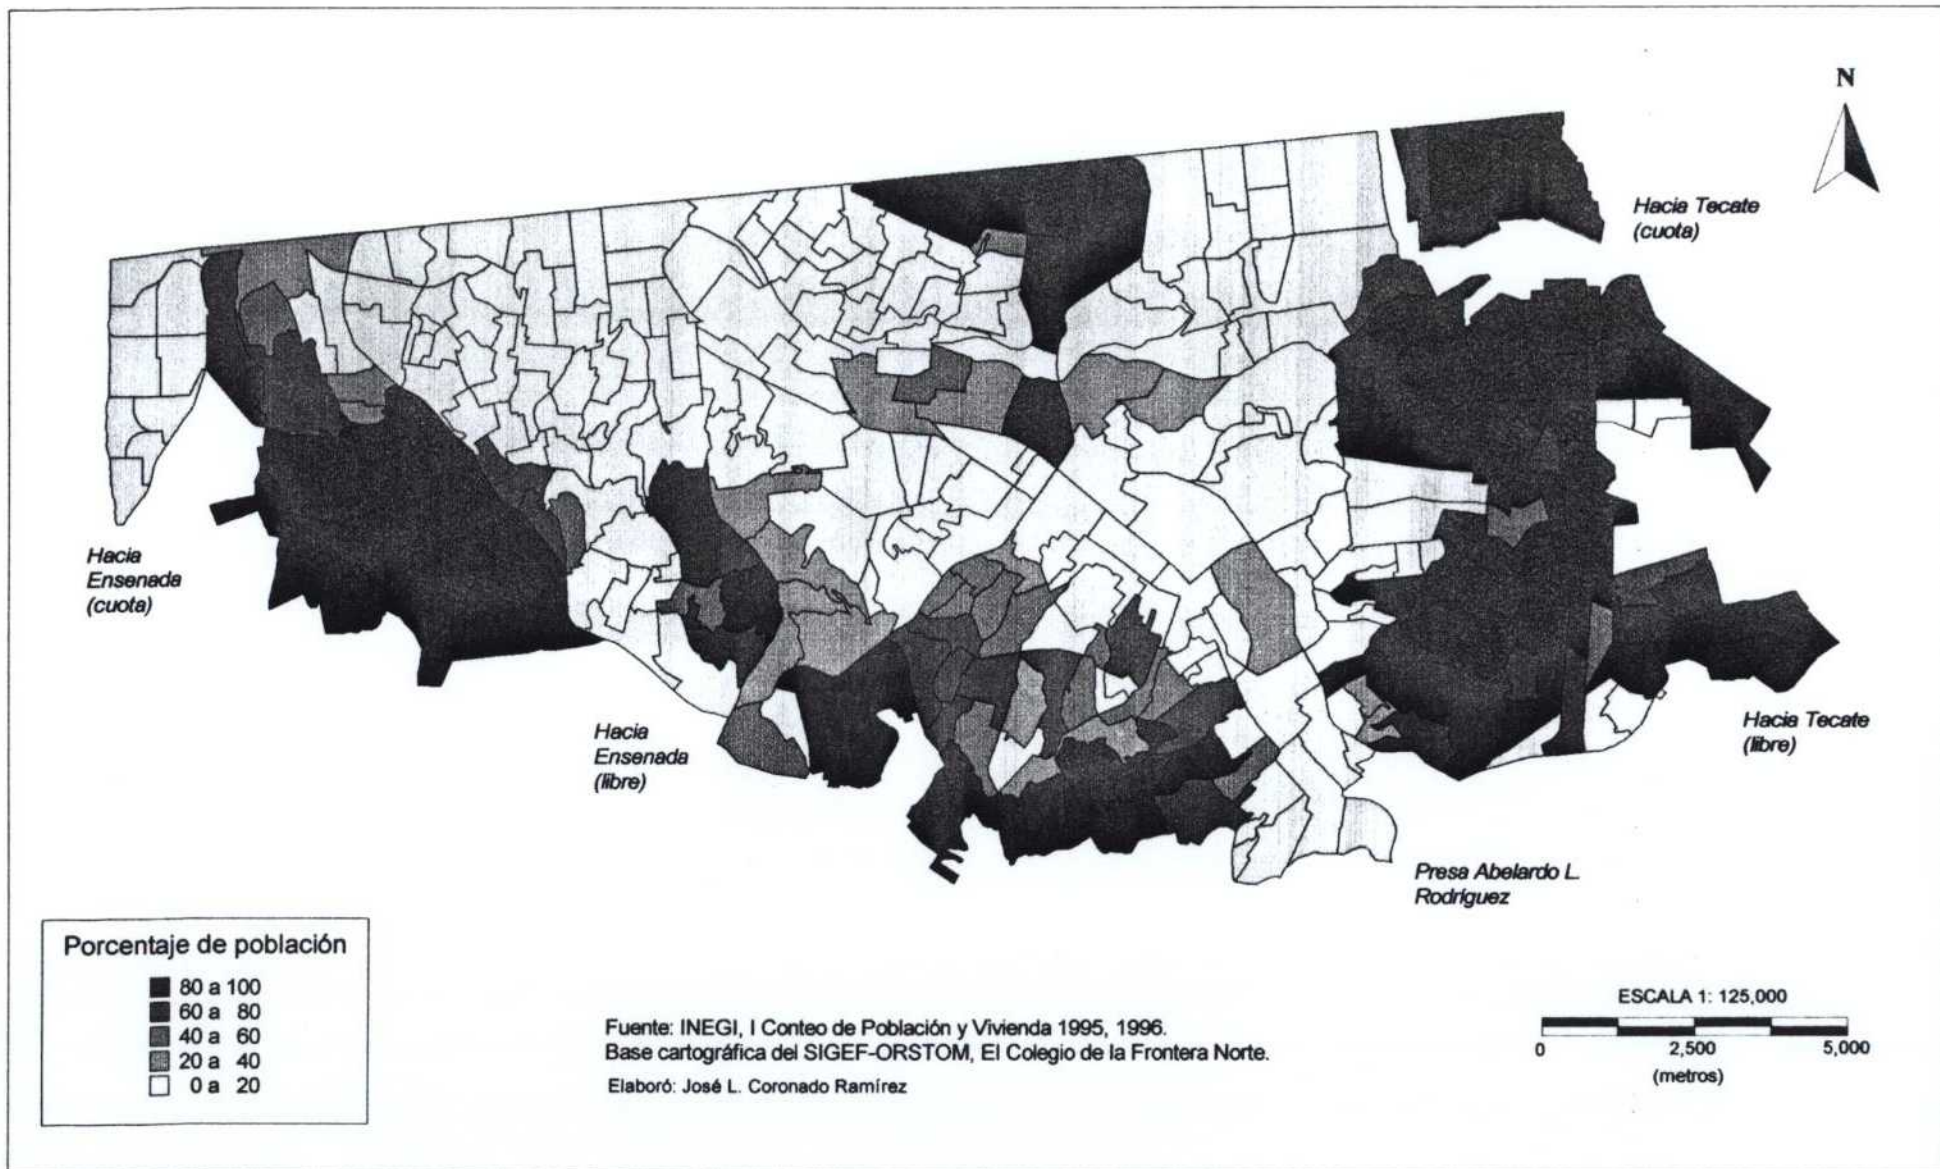 N
Hacia Tecate
(cuota)
Hacia
Ensenada
(cuota)
Hacia
Ensenada
(libre)
Hacia Tecate
(libre)
Presa Abelardo L.
Rodríguez
Porcentaje de población
80 a 100
60 a 80
40 a 60
20 a 40
0 a 20
Fuente: INEGI, I Conteo de Población y Vivienda 1995, 1996.
Base cartográfica del SIGEF-ORSTOM, El Colegio de la Frontera Norte.
Elaboró: José L. Coronado Ramírez
ESCALA 1: 125,000
0 2,500 5,000
(metros)